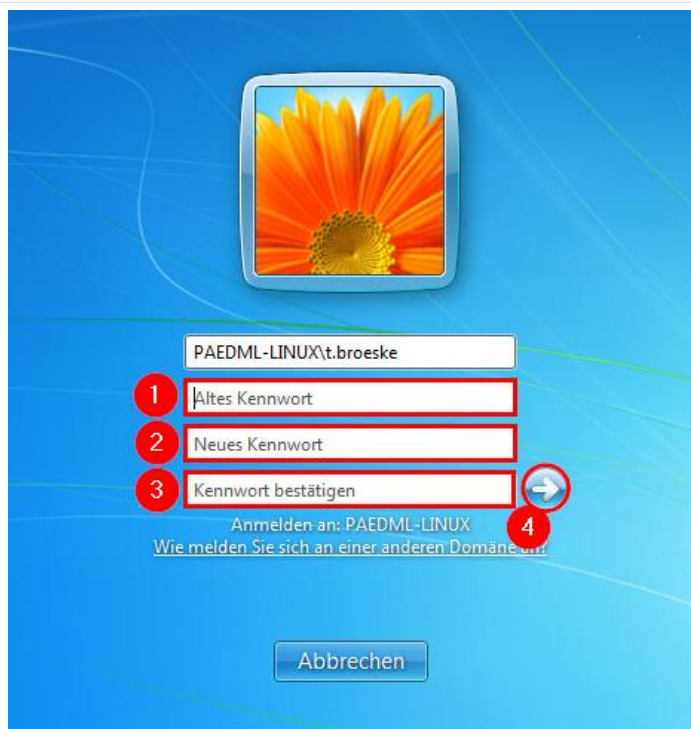 PAEDML-LINUX\t.broeske
1 Altes Kennwort
2 Neues Kennwort
3 Kennwort bestätigen
Anmelden an: PAEDML-LINUX
4
Wie melden Sie sich an einer anderen Domäne an?
Abbrechen